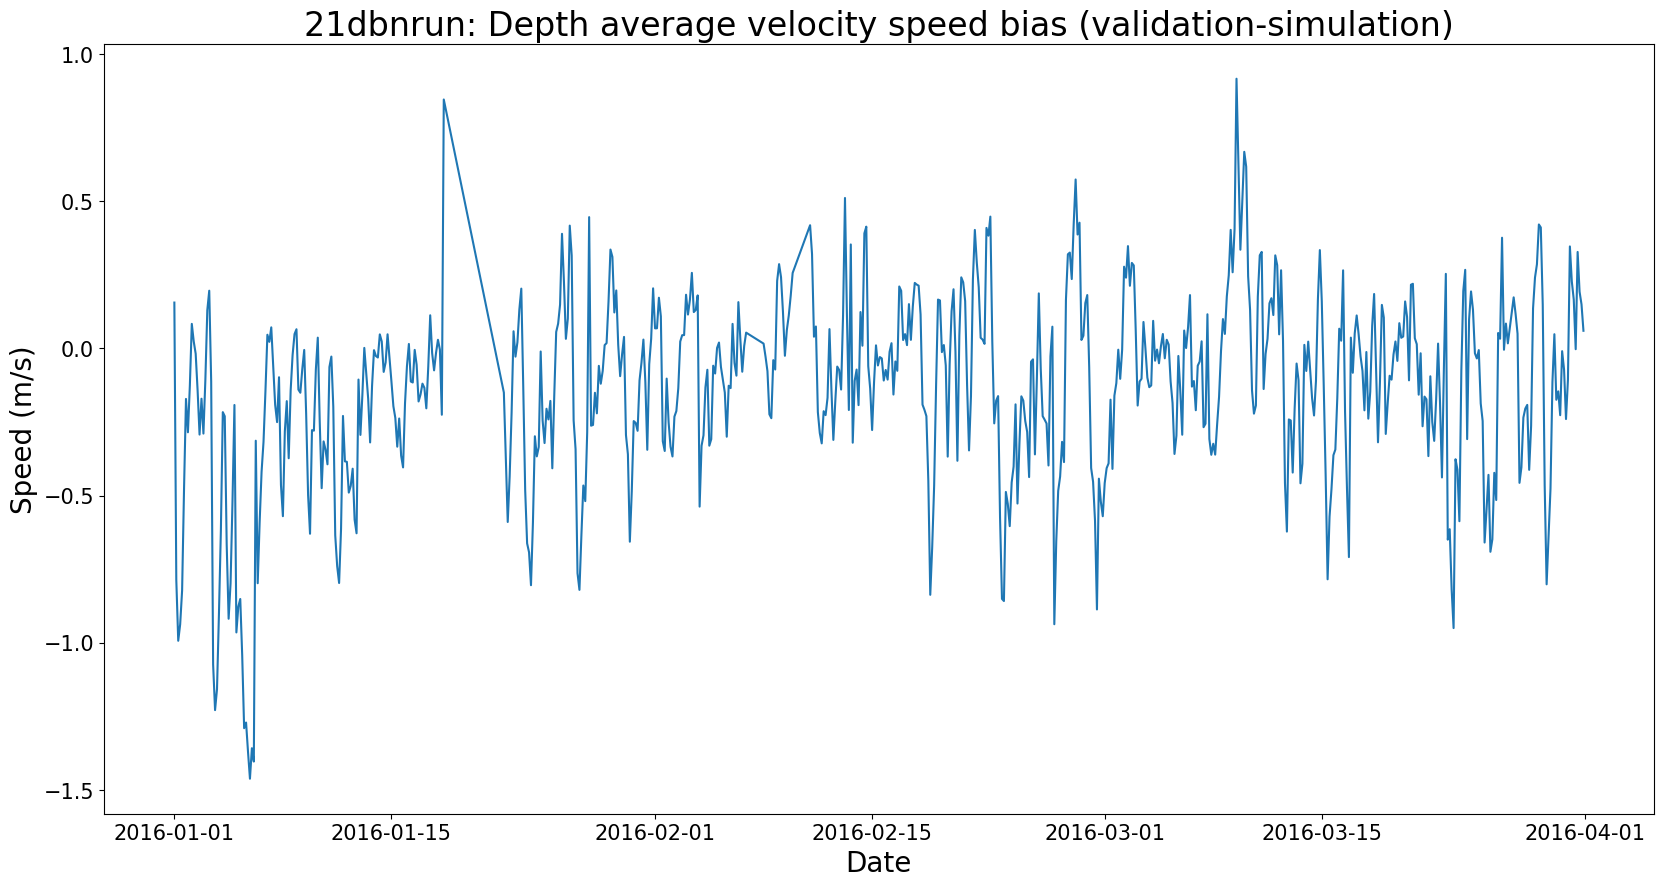 21dbnrun: Depth average velocity speed bias (validation-simulation)
1.0
0.5
0.0
−0.5
−1.0
−1.5
Speed (m/s)
2016-01-01 2016-01-15 2016-02-01 2016-02-15 2016-03-01 2016-03-15 2016-04-01
Date